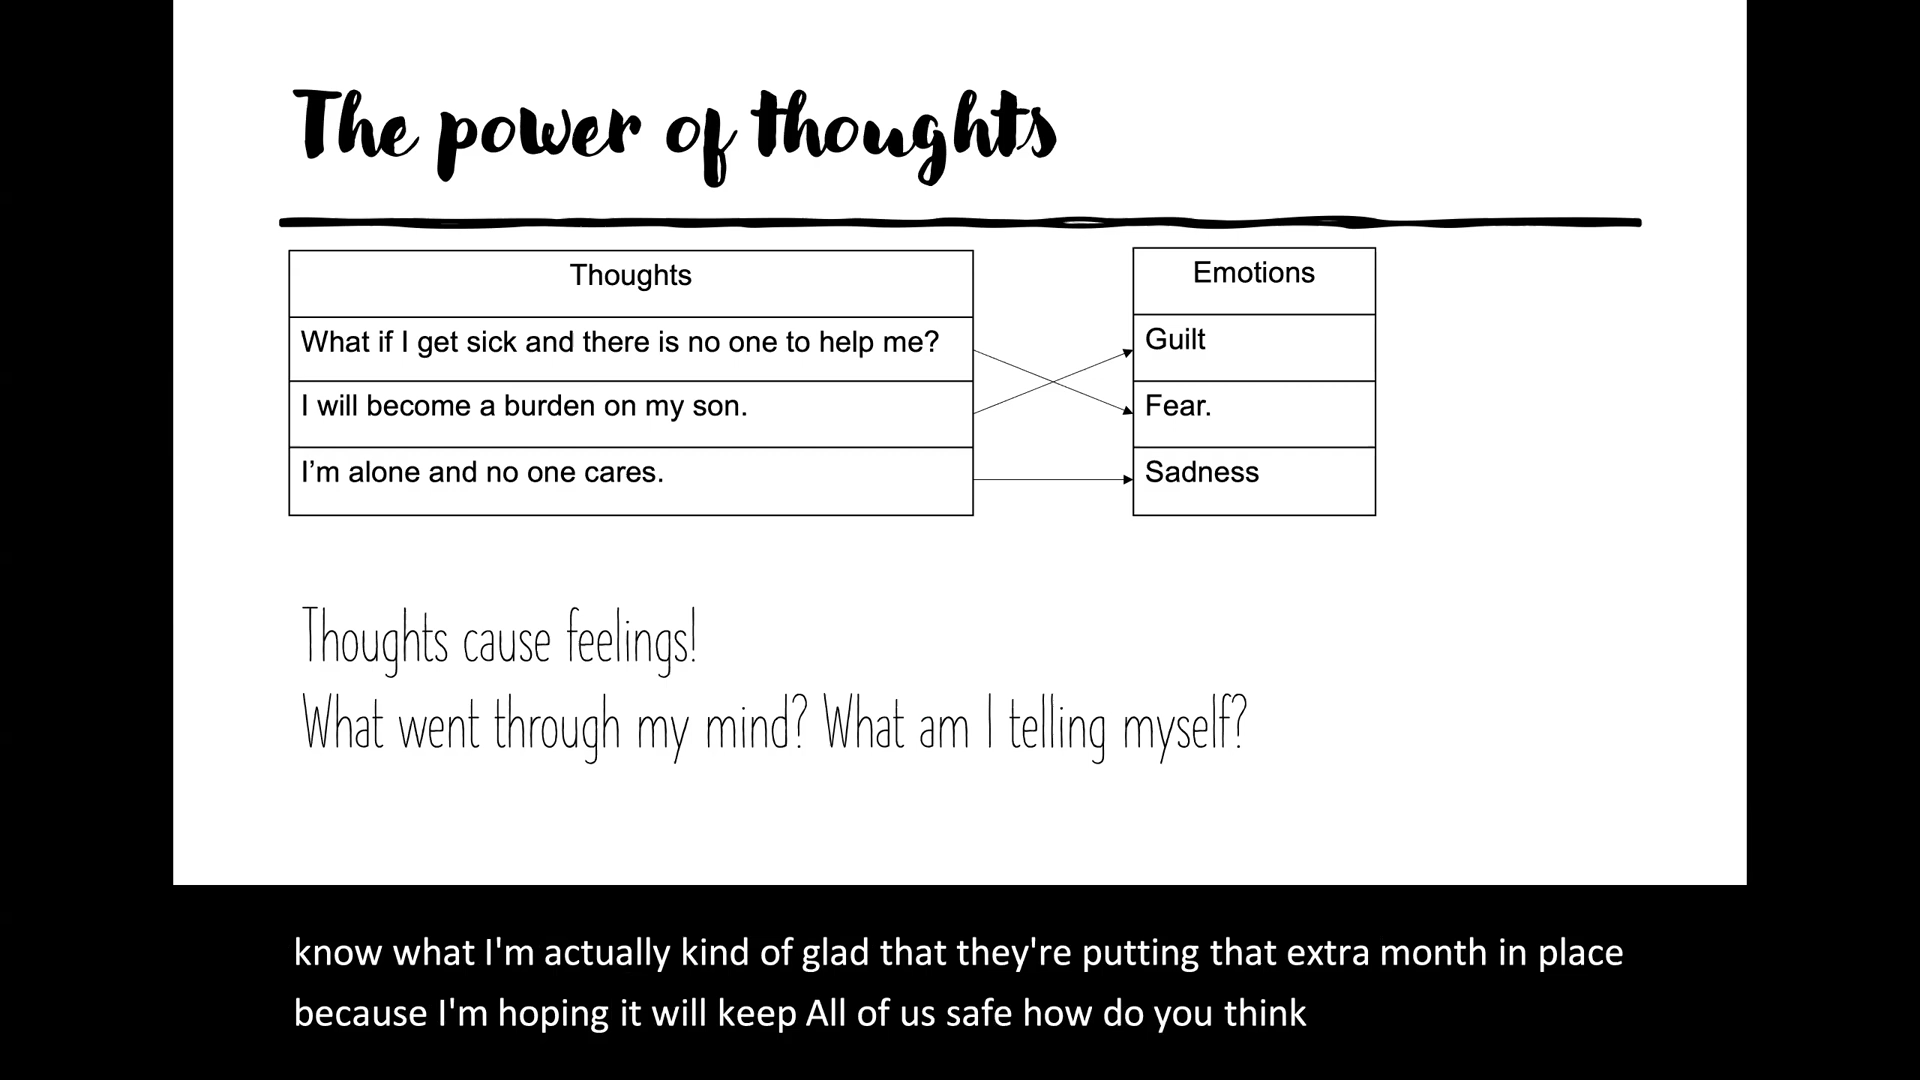 The power of thoughts
Thoughts
What if I get sick and there is no one to help me?
I will become a burden on my son.
I’m alone and no one cares.
Emotions
Guilt
Fear.
Sadness
Thoughts cause feelings!
What went through my mind? What am I telling myself?
know what I'm actually kind of glad that they're putting that extra month in place
because I'm hoping it will keep All of us safe how do you think